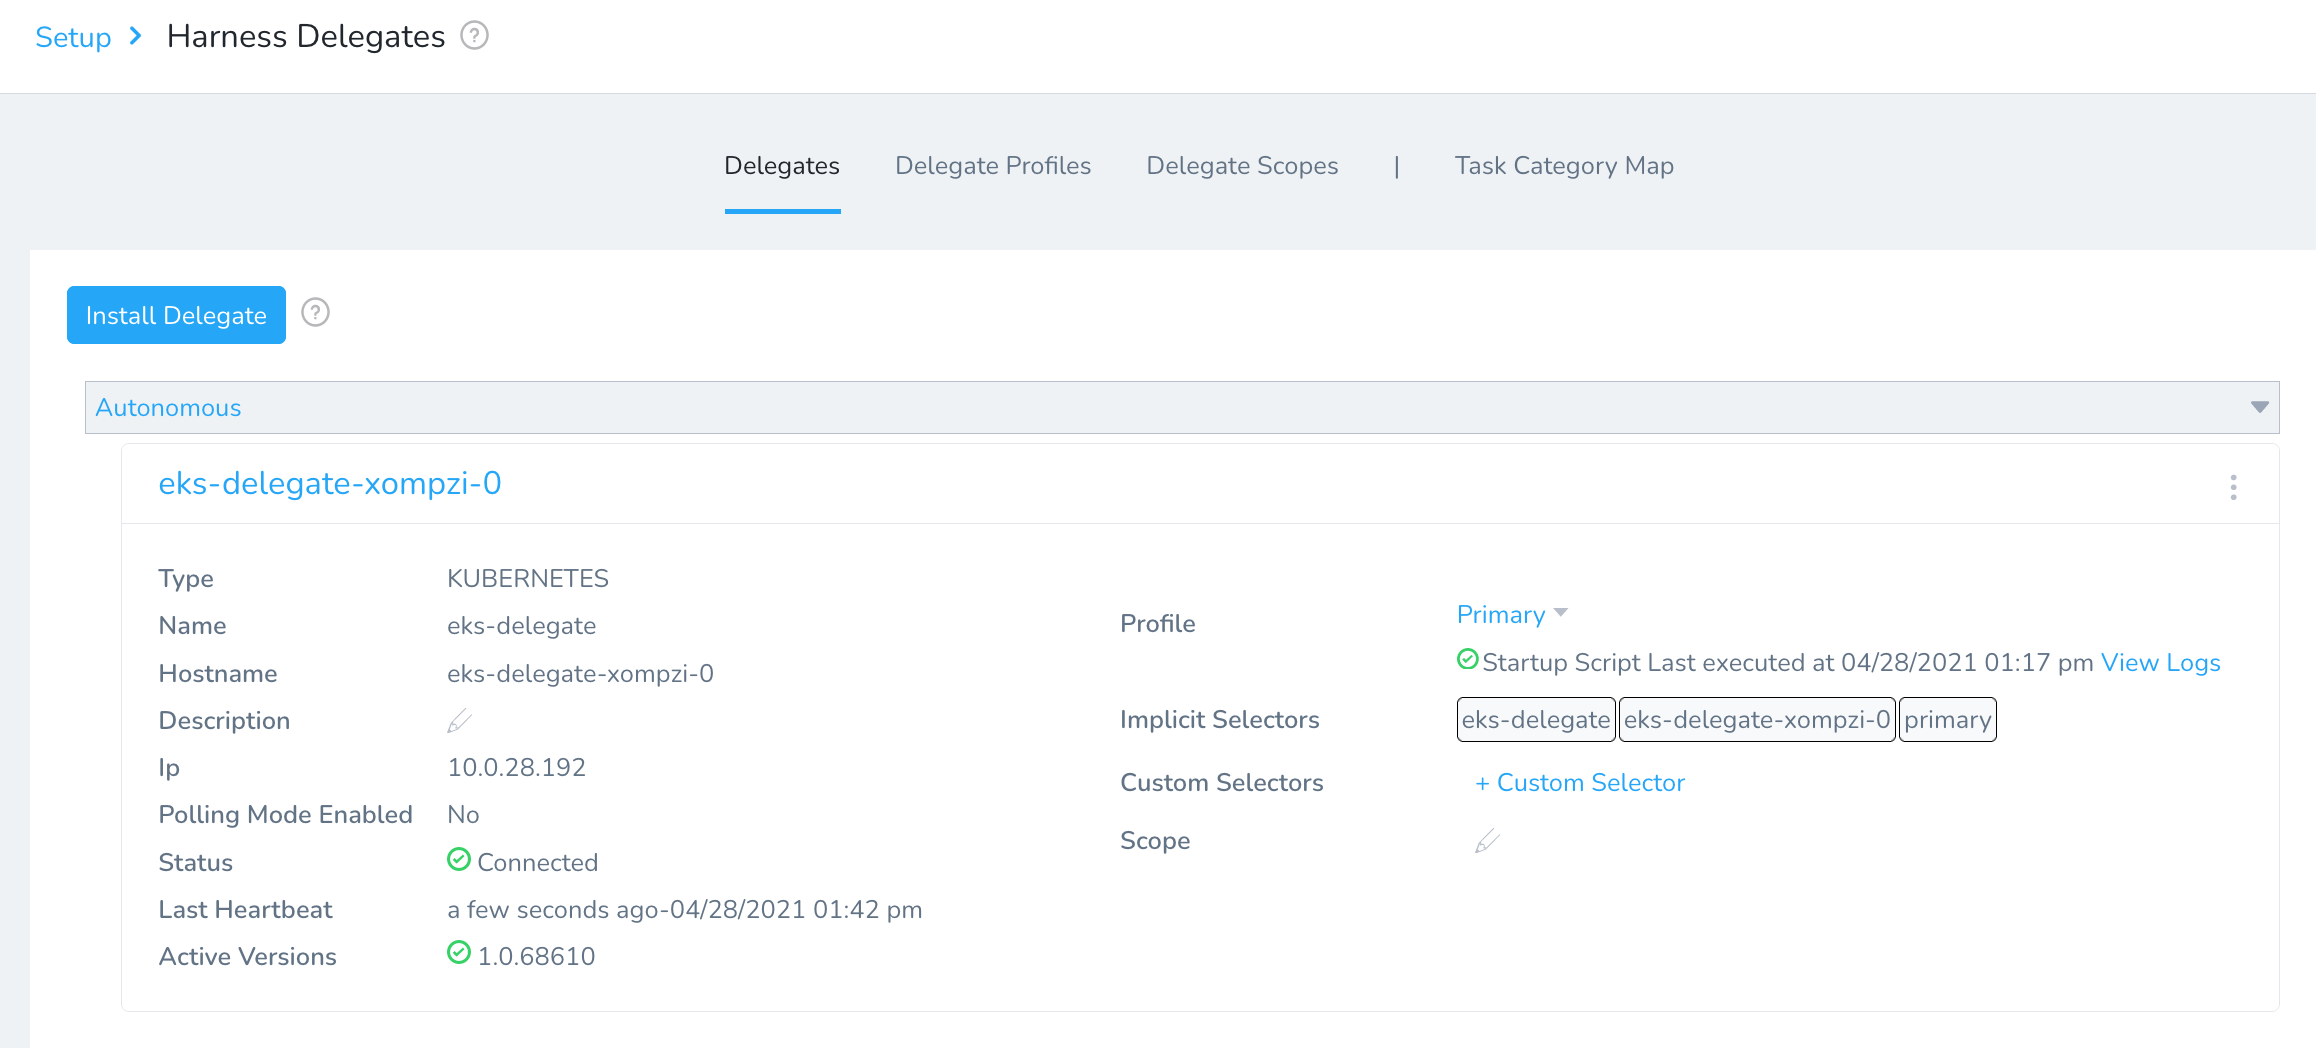 Setup > Harness Delegates ?
Delegates Delegate Profiles Delegate Scopes | Task Category Map
Install Delegate ?
Autonomous
eks-delegate-xompzi-0
Type KUBERNETES
Name eks-delegate
Hostname eks-delegate-xompzi-0
Description
Ip 10.0.28.192
Polling Mode Enabled No
Status Connected
Last Heartbeat a few seconds ago-04/28/2021 01:42 pm
Active Versions 1.0.68610
Profile Primary
Startup Script Last executed at 04/28/2021 01:17 pm View Logs
Implicit Selectors eks-delegate eks-delegate-xompzi-0 primary
Custom Selectors + Custom Selector
Scope